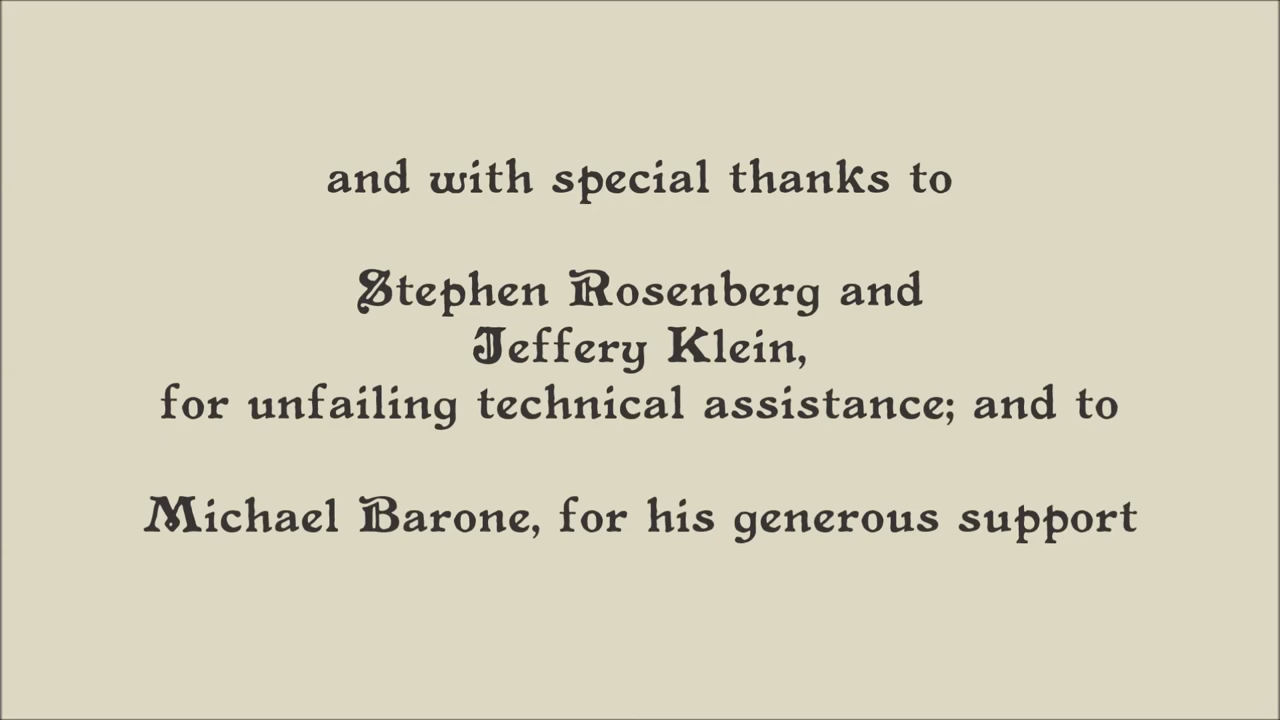 and with special thanks to
Stephen Rosenberg and
Jeffery Klein,
for unfailing technical assistance; and to
Michael Barone, for his generous support